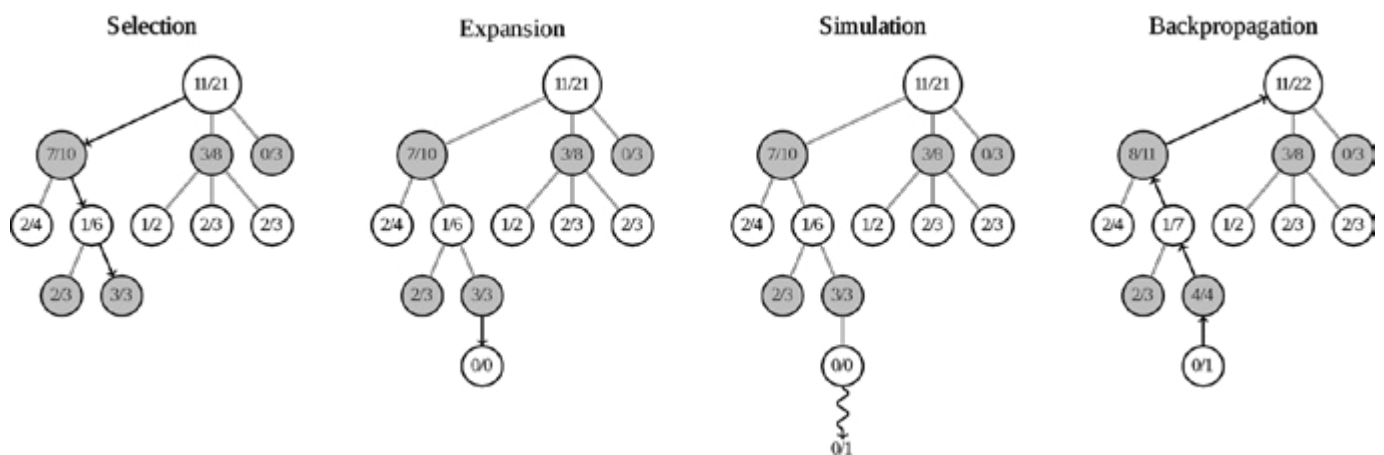 Selection
11/21
7/10 3/8 0/3
2/4 1/6 1/2 2/3 2/3
2/3 3/3
Expansion
11/21
7/10 3/8 0/3
2/4 1/6 1/2 2/3 2/3
2/3 3/3
0/0
Simulation
11/21
7/10 3/8 0/3
2/4 1/6 1/2 2/3 2/3
2/3 3/3
0/0
0/1
Backpropagation
11/22
8/11 3/8 0/3
2/4 1/7 1/2 2/3 2/3
2/3 4/4
0/1